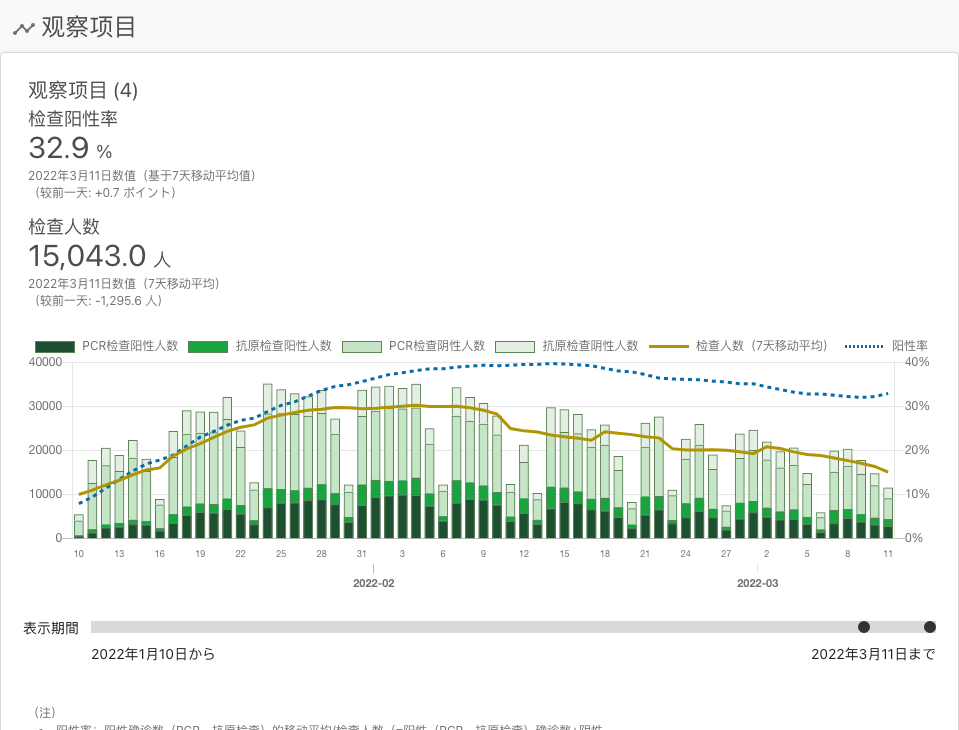 观察项目
观察项目 (4)
检查阳性率
32.9 %
2022年3月11日数值（基于7天移动平均值）
（较前一天: +0.7 ポイント）
检查人数
15,043.0 人
2022年3月11日数值（7天移动平均）
（较前一天: -1,295.6 人）
PCR检查阳性人数 抗原检查阳性人数 PCR检查阴性人数 抗原检查阴性人数 检查人数（7天移动平均） 阳性率
40000 40%
30000 30%
20000 20%
10000 10%
0 0%
10 13 16 19 22 25 28 31 3 6 9 12 15 18 21 24 27 2 5 8 11
2022-02 2022-03
表示期間
2022年1月10日から 2022年3月11日まで
（注）